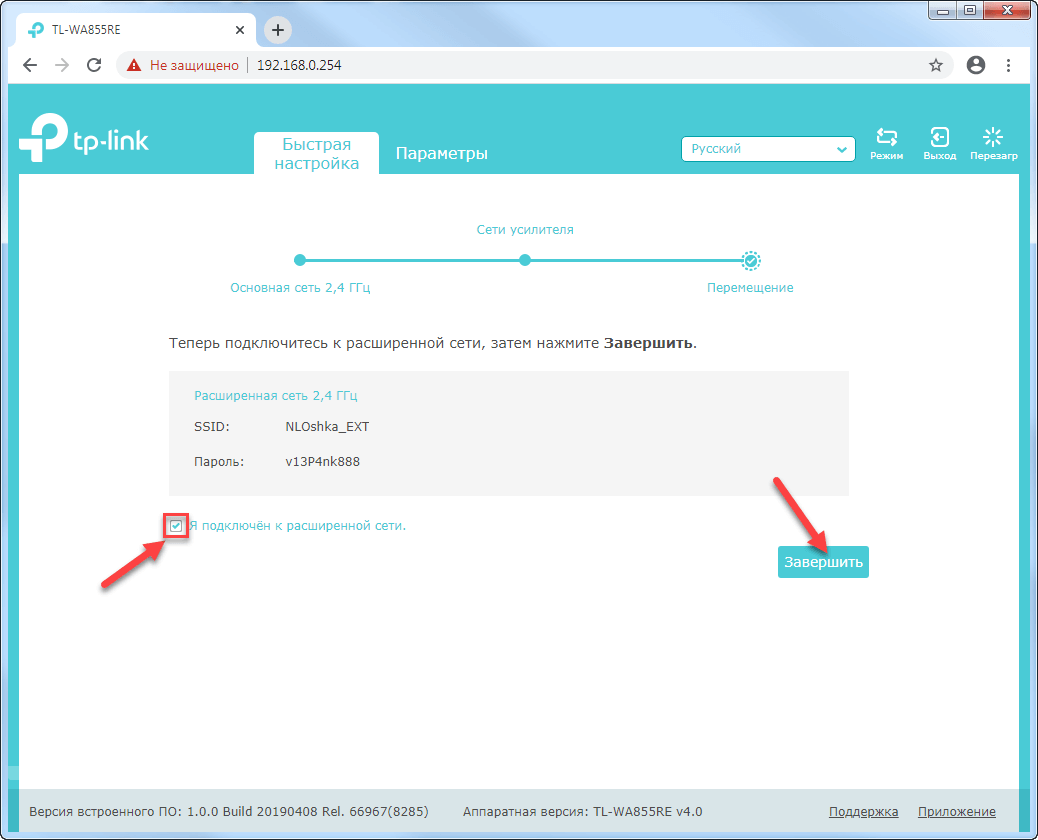 TL-WA855RE
Не защищено
192.168.0.254
tp-link
Быстрая
настройка
Параметры
Русский
Режим
Выход
Перезагр
Сети усилителя
Основная сеть 2,4 ГГц
Перемещение
Теперь подключитесь к расширенной сети, затем нажмите Завершить.
Расширенная сеть 2,4 ГГц
SSID: NLOshka_EXT
Пароль: v13P4nk888
Я подключён к расширенной сети.
Завершить
Версия встроенного ПО: 1.0.0 Build 20190408 Rel. 66967(8285) Аппаратная версия: TL-WA855RE v4.0 Поддержка Приложение